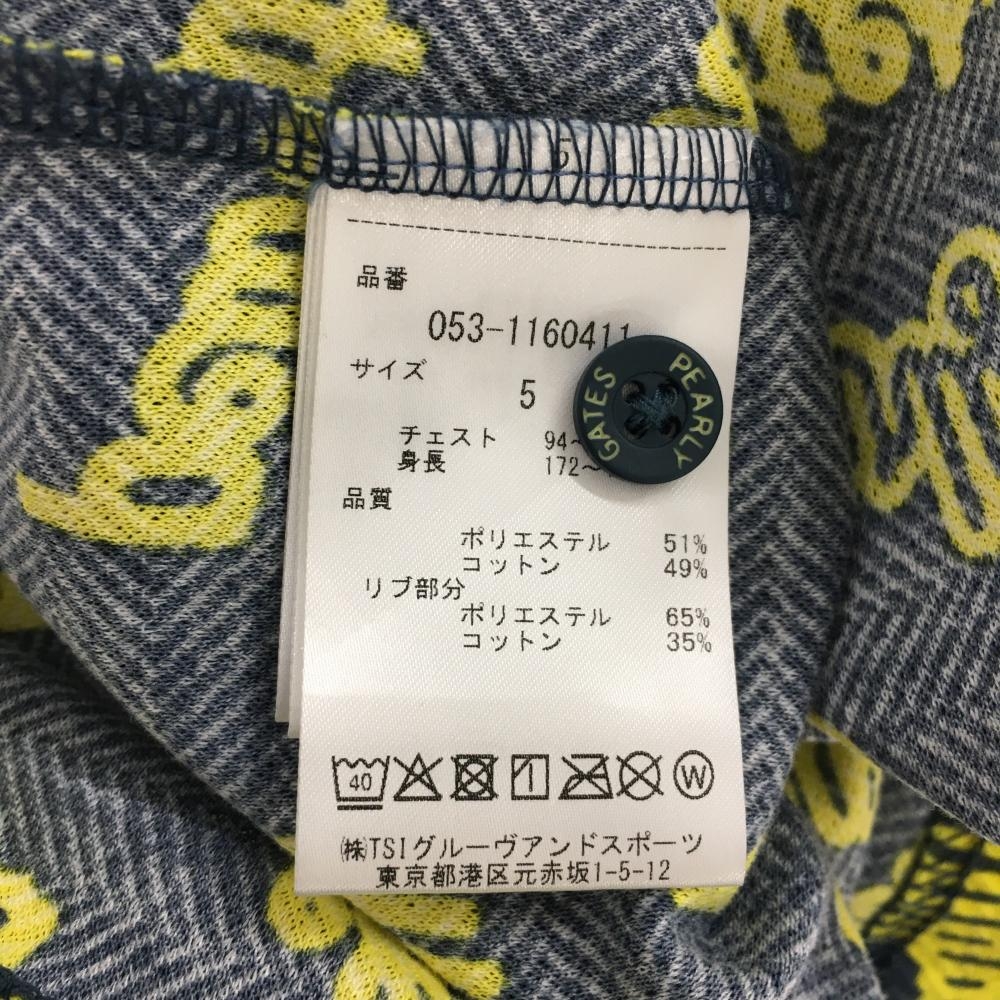 5
品番
053-1160411
サイズ
5
チェスト 94~
身長 172~
品質
ポリエステル 51%
コットン 49%
リブ部分
ポリエステル 65%
コットン 35%
40
W
㈱TSIグルーヴアンドスポーツ
東京都港区元赤坂1-5-12
PEARLY GATES